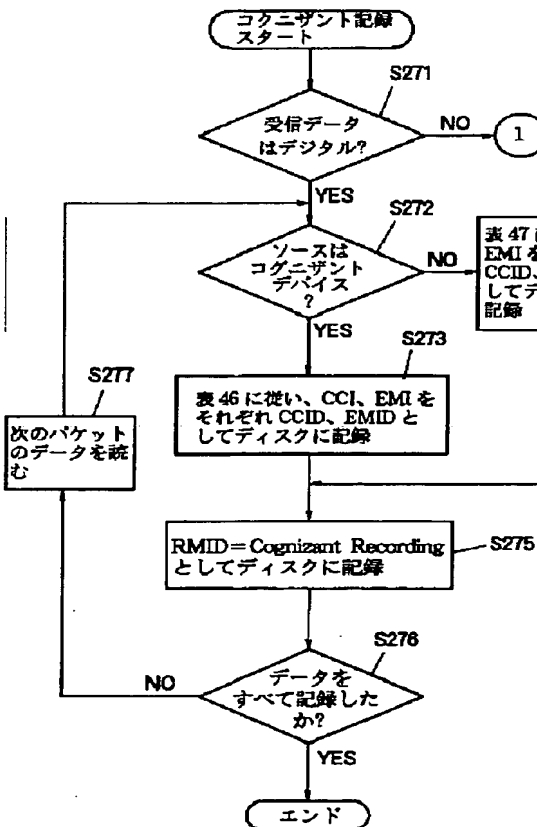 コクニザント記録
スタート
S271
受信データ
はデジタル?
NO
1
YES
S272
ソースは
コグニザント
デバイス
?
NO
表 47
EMI を
CCID、
してデ
記録
YES
S273
表 46 に従い、CCI、EMI を
それぞれ CCID、EMID と
としてディスクに記録
S277
次のパケット
のデータを読
む
RMID=Cognizant Recording
としてディスクに記録
S275
S276
データを
すべて記録した
か?
NO
YES
エンド